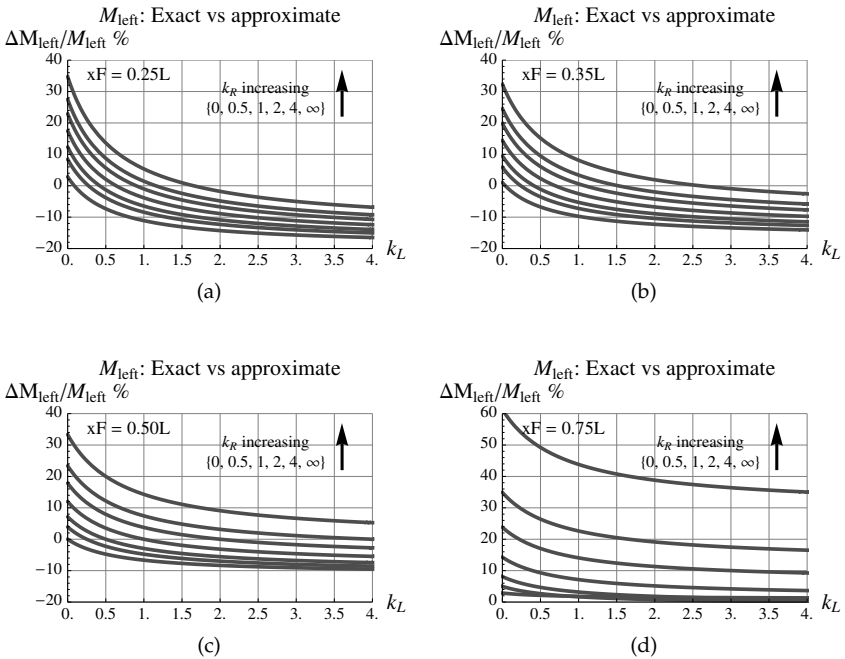 M_left: Exact vs approximate
ΔM_left/M_left %
40
30
20
10
0
−10
−20
xF = 0.25L
k_R increasing
{0, 0.5, 1, 2, 4, ∞}
0. 0.5 1. 1.5 2. 2.5 3. 3.5 4. k_L
(a)
M_left: Exact vs approximate
ΔM_left/M_left %
40
30
20
10
0
−10
−20
xF = 0.35L
k_R increasing
{0, 0.5, 1, 2, 4, ∞}
0. 0.5 1. 1.5 2. 2.5 3. 3.5 4. k_L
(b)
M_left: Exact vs approximate
ΔM_left/M_left %
40
30
20
10
0
−10
−20
xF = 0.50L
k_R increasing
{0, 0.5, 1, 2, 4, ∞}
0. 0.5 1. 1.5 2. 2.5 3. 3.5 4. k_L
(c)
M_left: Exact vs approximate
ΔM_left/M_left %
60
50
40
30
20
10
0
xF = 0.75L
k_R increasing
{0, 0.5, 1, 2, 4, ∞}
0. 0.5 1. 1.5 2. 2.5 3. 3.5 4. k_L
(d)